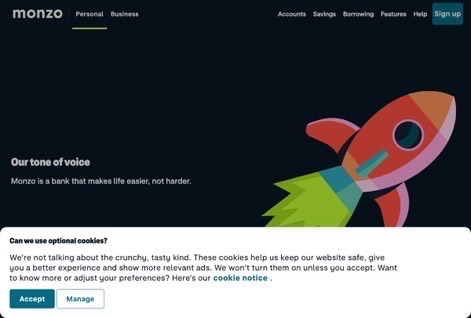 monzo
Personal Business
Accounts Savings Borrowing Features Help Sign up
Our tone of voice
Monzo is a bank that makes life easier, not harder.
Can we use optional cookies?
We're not talking about the crunchy, tasty kind. These cookies help us keep our website safe, give
you a better experience and show more relevant ads. We won't turn them on unless you accept. Want
to know more or adjust your preferences? Here's our cookie notice .
Accept Manage